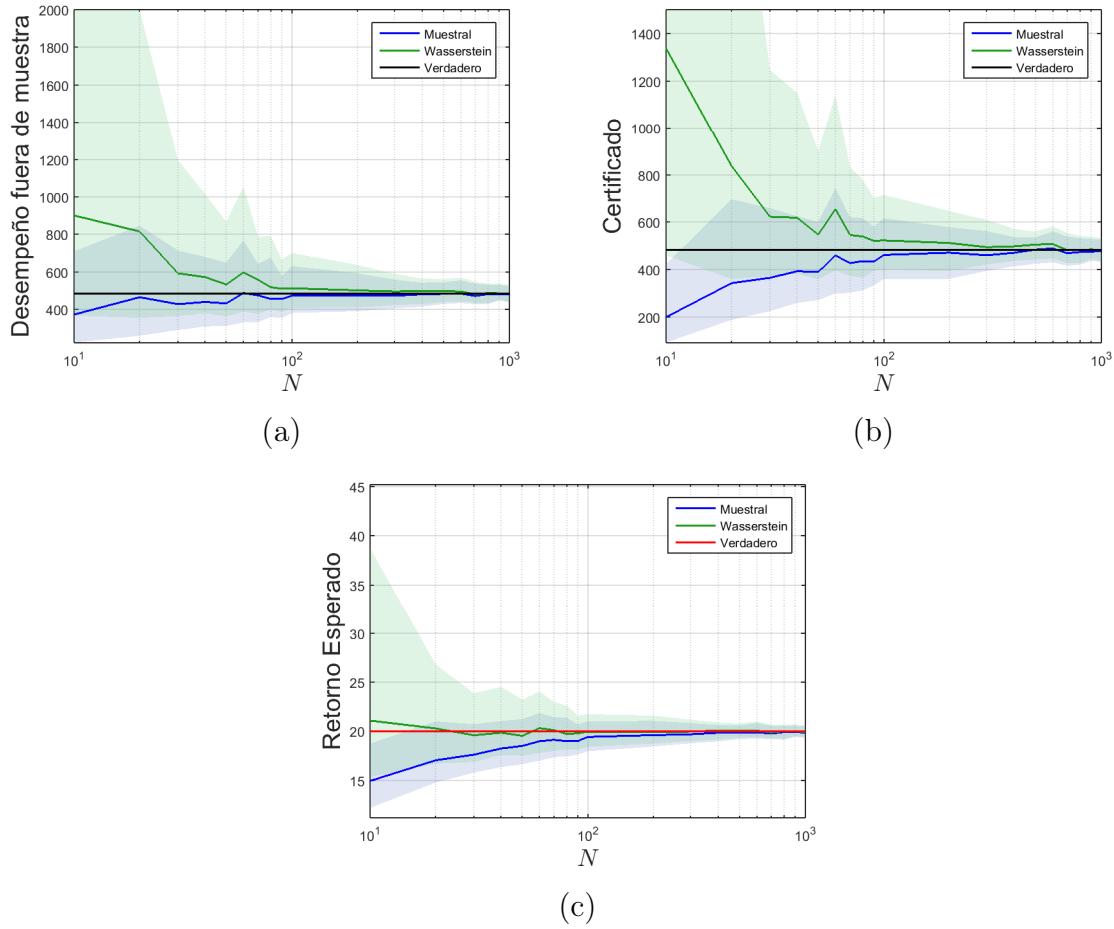 Desempeño fuera de muestra
2000
1800
1600
1400
1200
1000
800
600
400
10^1
10^2
10^3
N
Muestral
Wasserstein
Verdadero
(a)
Certificado
1400
1200
1000
800
600
400
200
10^1
10^2
10^3
N
Muestral
Wasserstein
Verdadero
(b)
Retorno Esperado
45
40
35
30
25
20
15
10^1
10^2
10^3
N
Muestral
Wasserstein
Verdadero
(c)